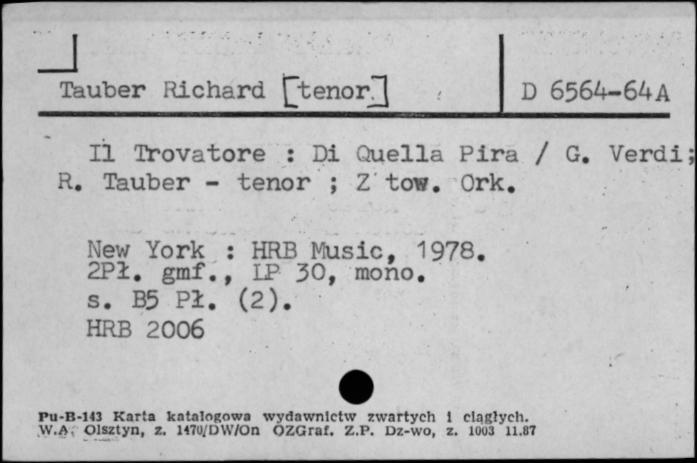 Tauber Richard [tenor.] D 6564-64A
Il Trovatore : Di Quella Pira / G. Verdi;
R. Tauber - tenor ; Z tow. Ork.
New York : HRB Music, 1978.
2Pł. gmf., LP 30, mono.
s. B5 Pł. (2).
HRB 2006
Pu-B-143 Karta katalogowa wydawnictw zwartych i ciągłych.
W.A. Olsztyn, z. 1470/DW/On OZGraf. Z.P. Dz-wo, z. 1003 11.87